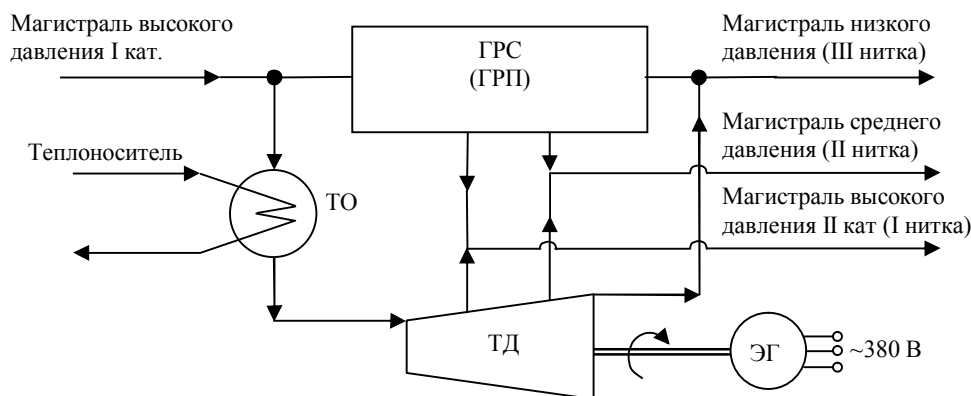 Магистраль высокого
давления I кат.
ГРС
(ГРП)
Магистраль низкого
давления (III нитка)
Магистраль среднего
давления (II нитка)
Теплоноситель
ТО
Магистраль высокого
давления II кат (I нитка)
ТД
ЭГ
~380 В